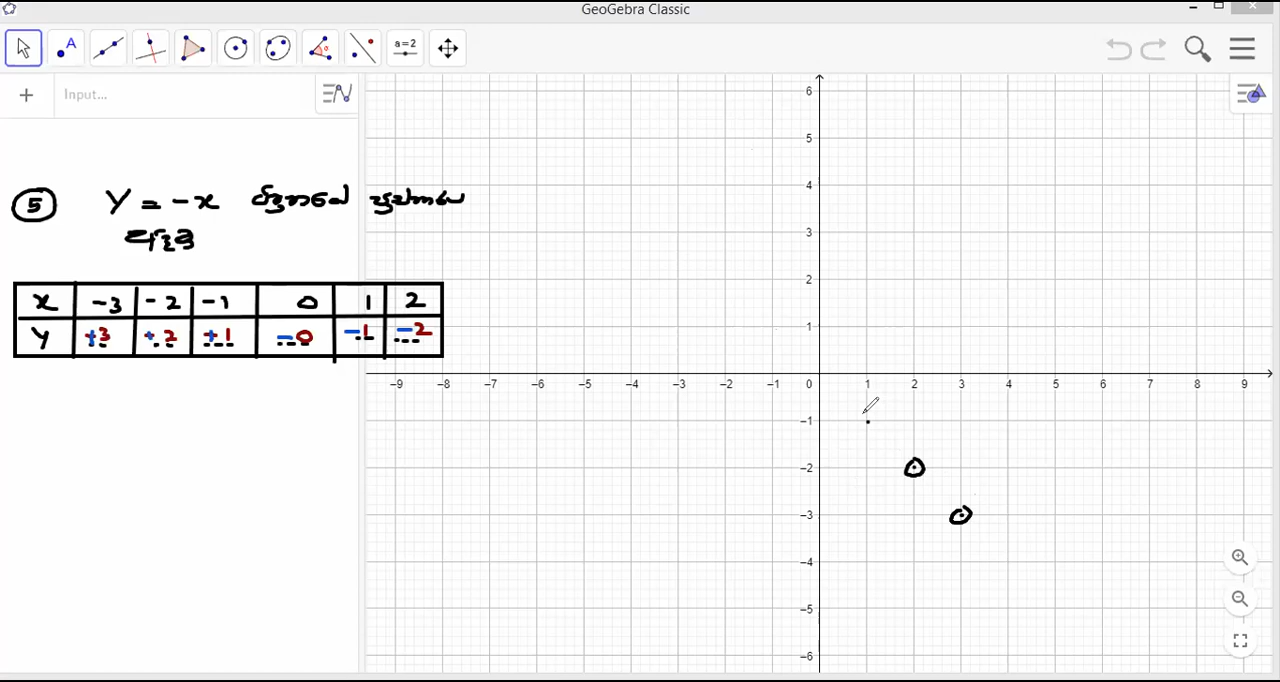 GeoGebra Classic
a=2
Input...
5 Y = -x
X -3 -2 -1 0 1 2
Y +3 +2 +1 -0 -1 -2
6
5
4
3
2
1
-9 -8 -7 -6 -5 -4 -3 -2 -1 0 1 2 3 4 5 6 7 8 9
-1
-2
-3
-4
-5
-6